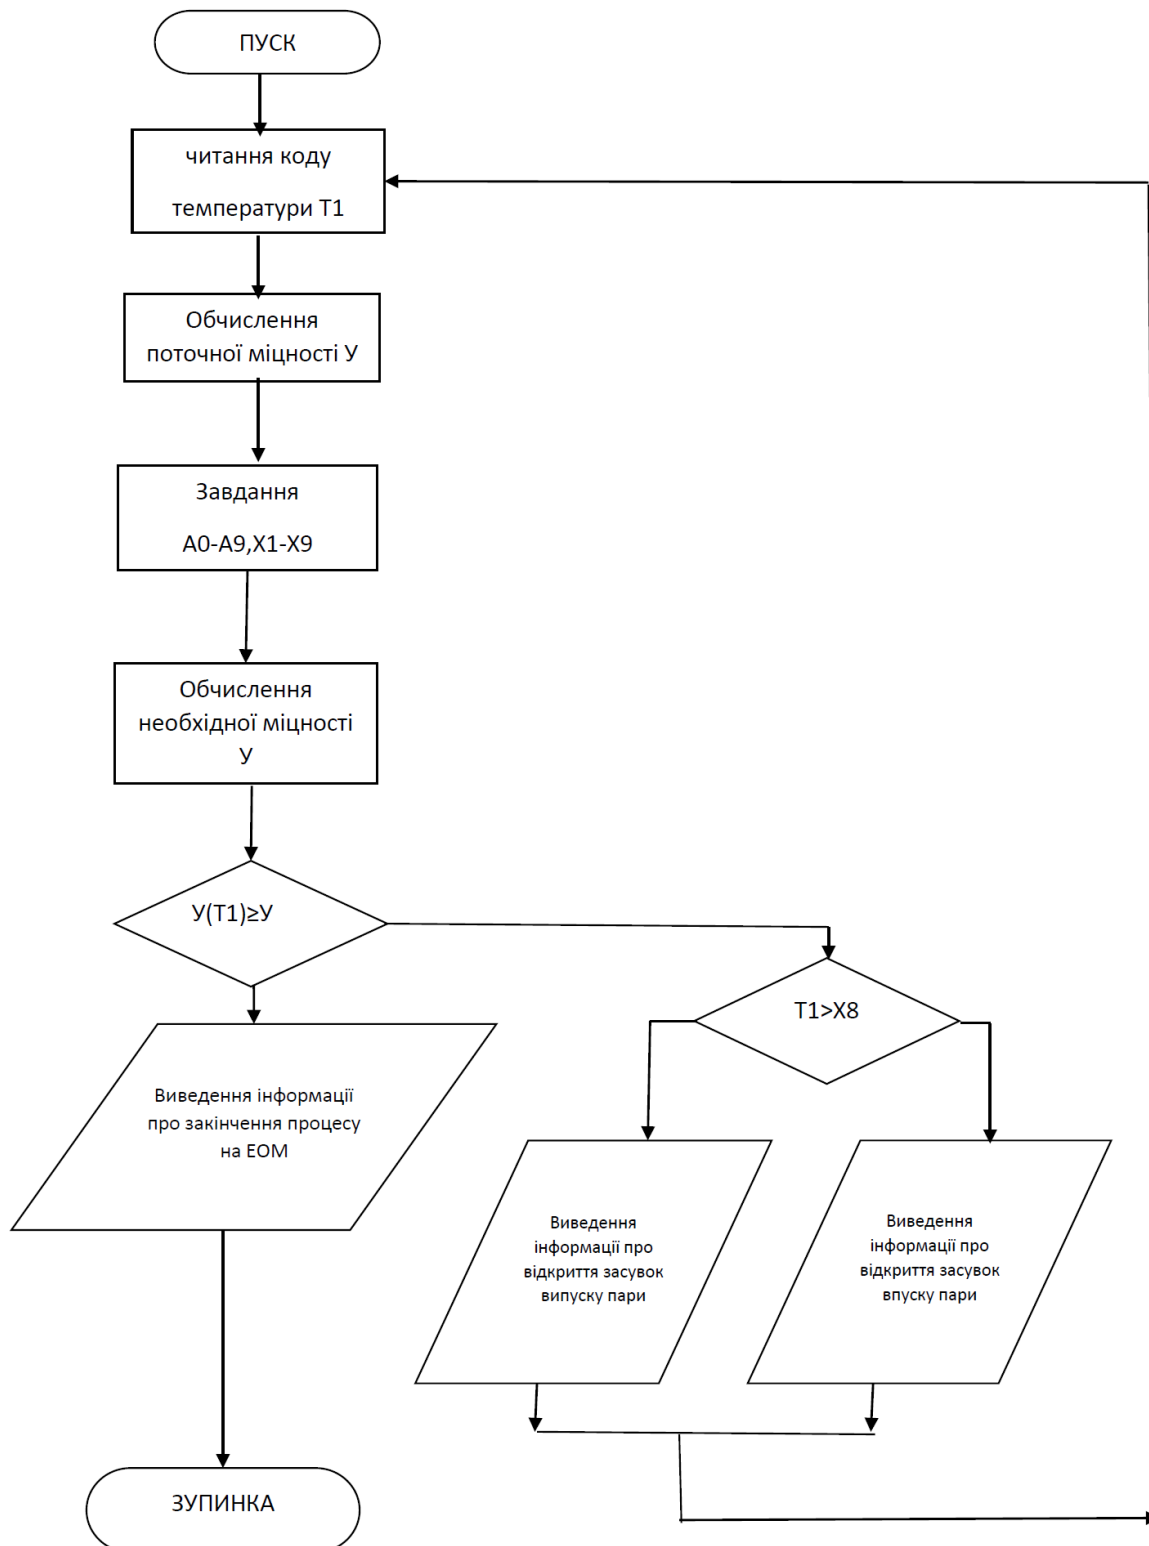 ПУСК
читання коду
температури Т1
Обчислення
поточної міцності У
Завдання
А0-А9,Х1-Х9
Обчислення
необхідної міцності
У
У(Т1)≥У
Т1>Х8
Виведення інформації
про закінчення процесу
на ЕОМ
Виведення
інформації про
відкриття засувок
випуску пари
Виведення
інформації про
відкриття засувок
впуску пари
ЗУПИНКА